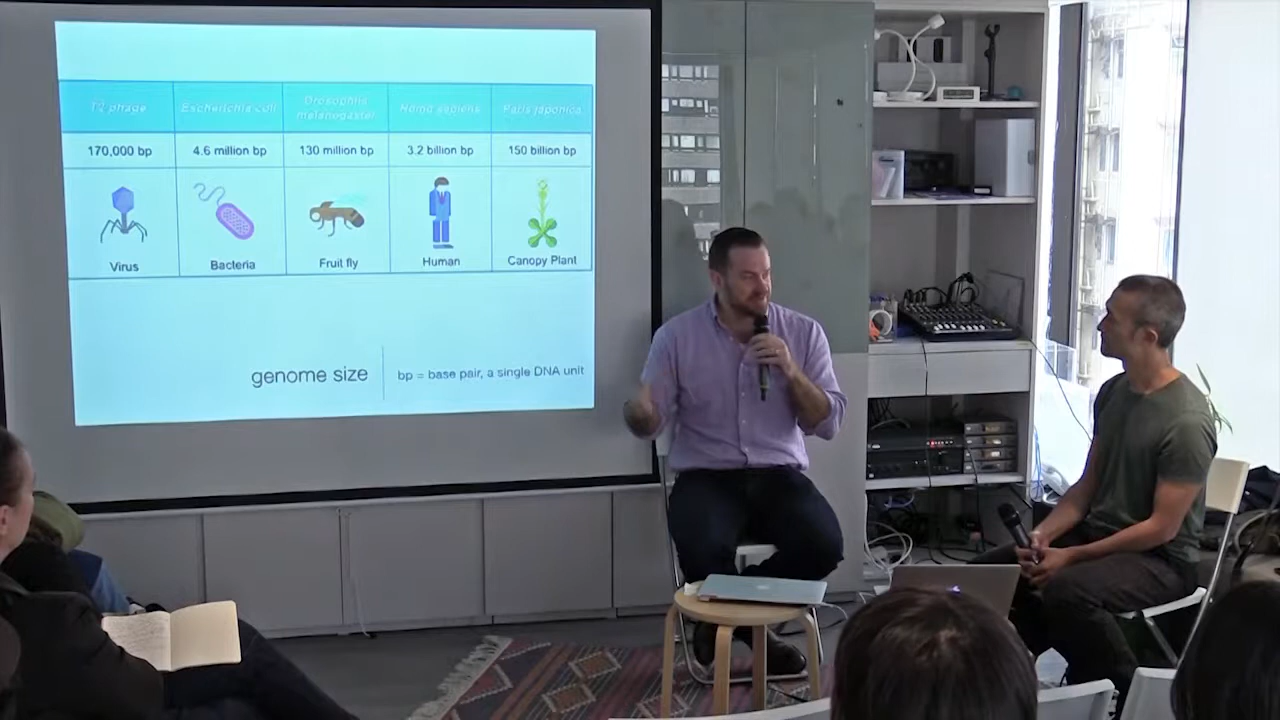 T2 phage
Escherichia coli
Drosophila
melanogaster
Homo sapiens
Paris japonica
170,000 bp
4.6 million bp
130 million bp
3.2 billion bp
150 billion bp
Virus
Bacteria
Fruit fly
Human
Canopy Plant
genome size
bp = base pair, a single DNA unit